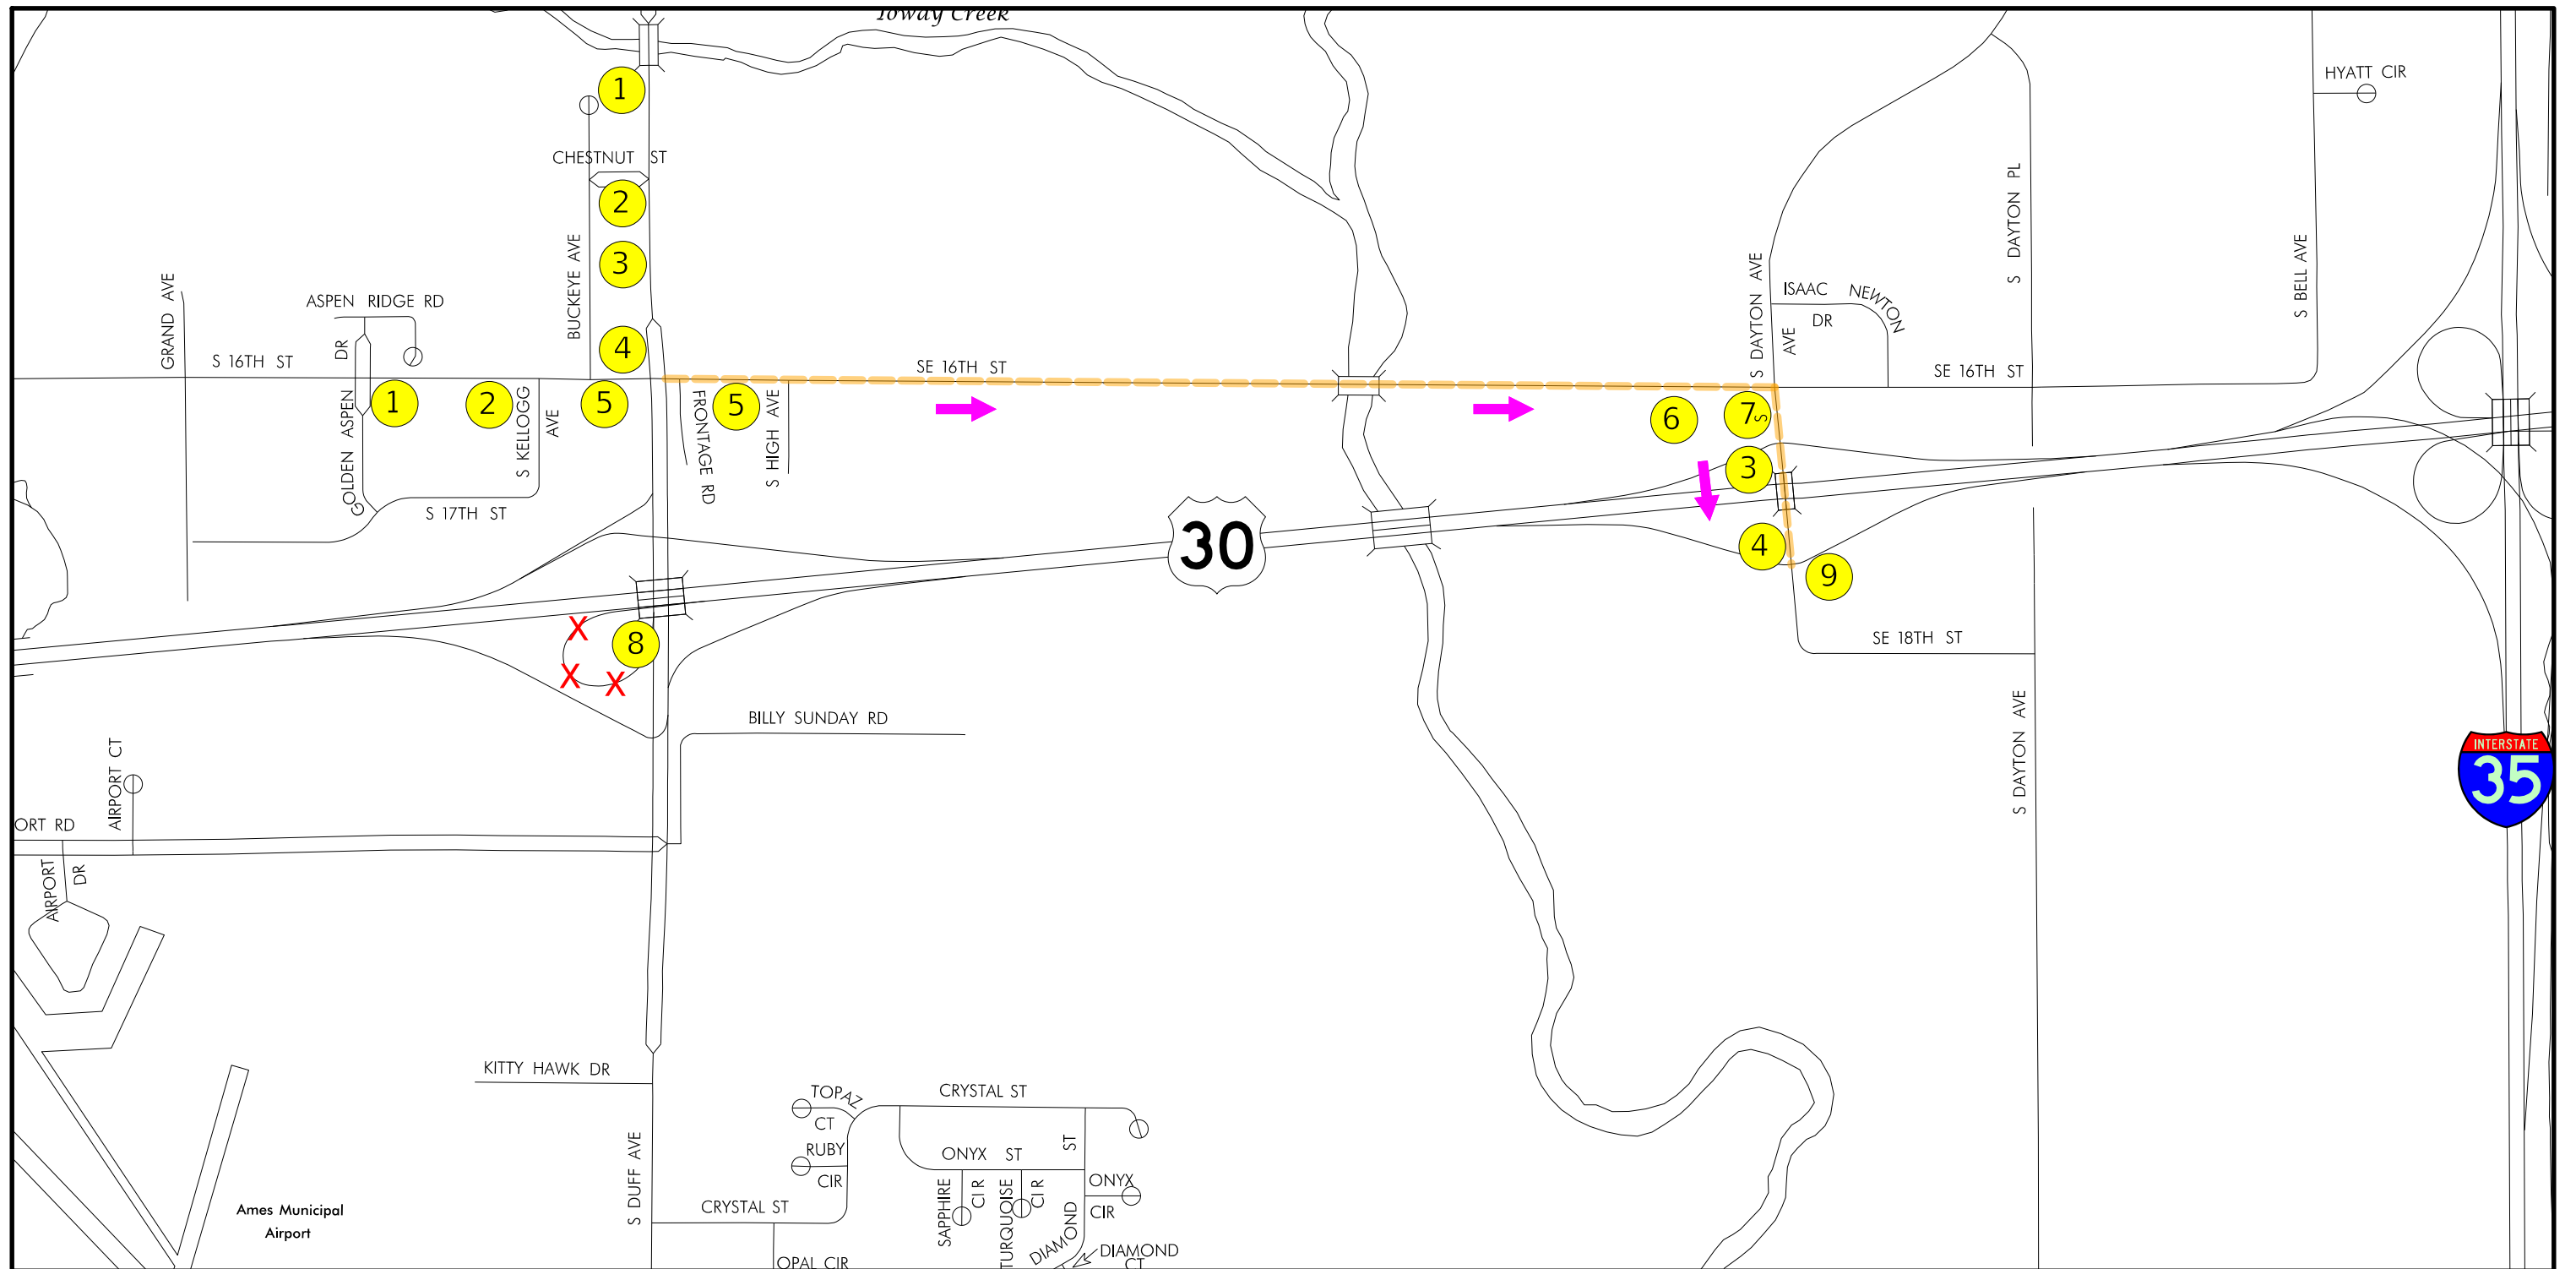 Ioway Creek
HYATT CIR
1
CHESTNUT ST
2
BUCKEYE AVE
3
4
GRAND AVE
ASPEN RIDGE RD
S 16TH ST
GOLDEN ASPEN
DR
1
2
S KELLOGG
AVE
5
S 17TH ST
FRONTAGE RD
5
S HIGH AVE
SE 16TH ST
S DAYTON AVE
ISAAC NEWTON
DR
S DAYTON PL
S BELL AVE
SE 16TH ST
6
7
S
AVE
3
4
9
30
8
X
X
X
SE 18TH ST
S DAYTON AVE
BILLY SUNDAY RD
INTERSTATE
35
AIRPORT CT
ORT RD
AIRPORT
DR
KITTY HAWK DR
S DUFF AVE
TOPAZ
CT
CRYSTAL ST
RUBY
CIR
ONYX ST
SAPPHIRE
CIR
TURQUOISE
CIR
DIAMOND
ST
ONYX
CIR
CRYSTAL ST
DIAMOND
CT
OPAL CIR
Ames Municipal
Airport